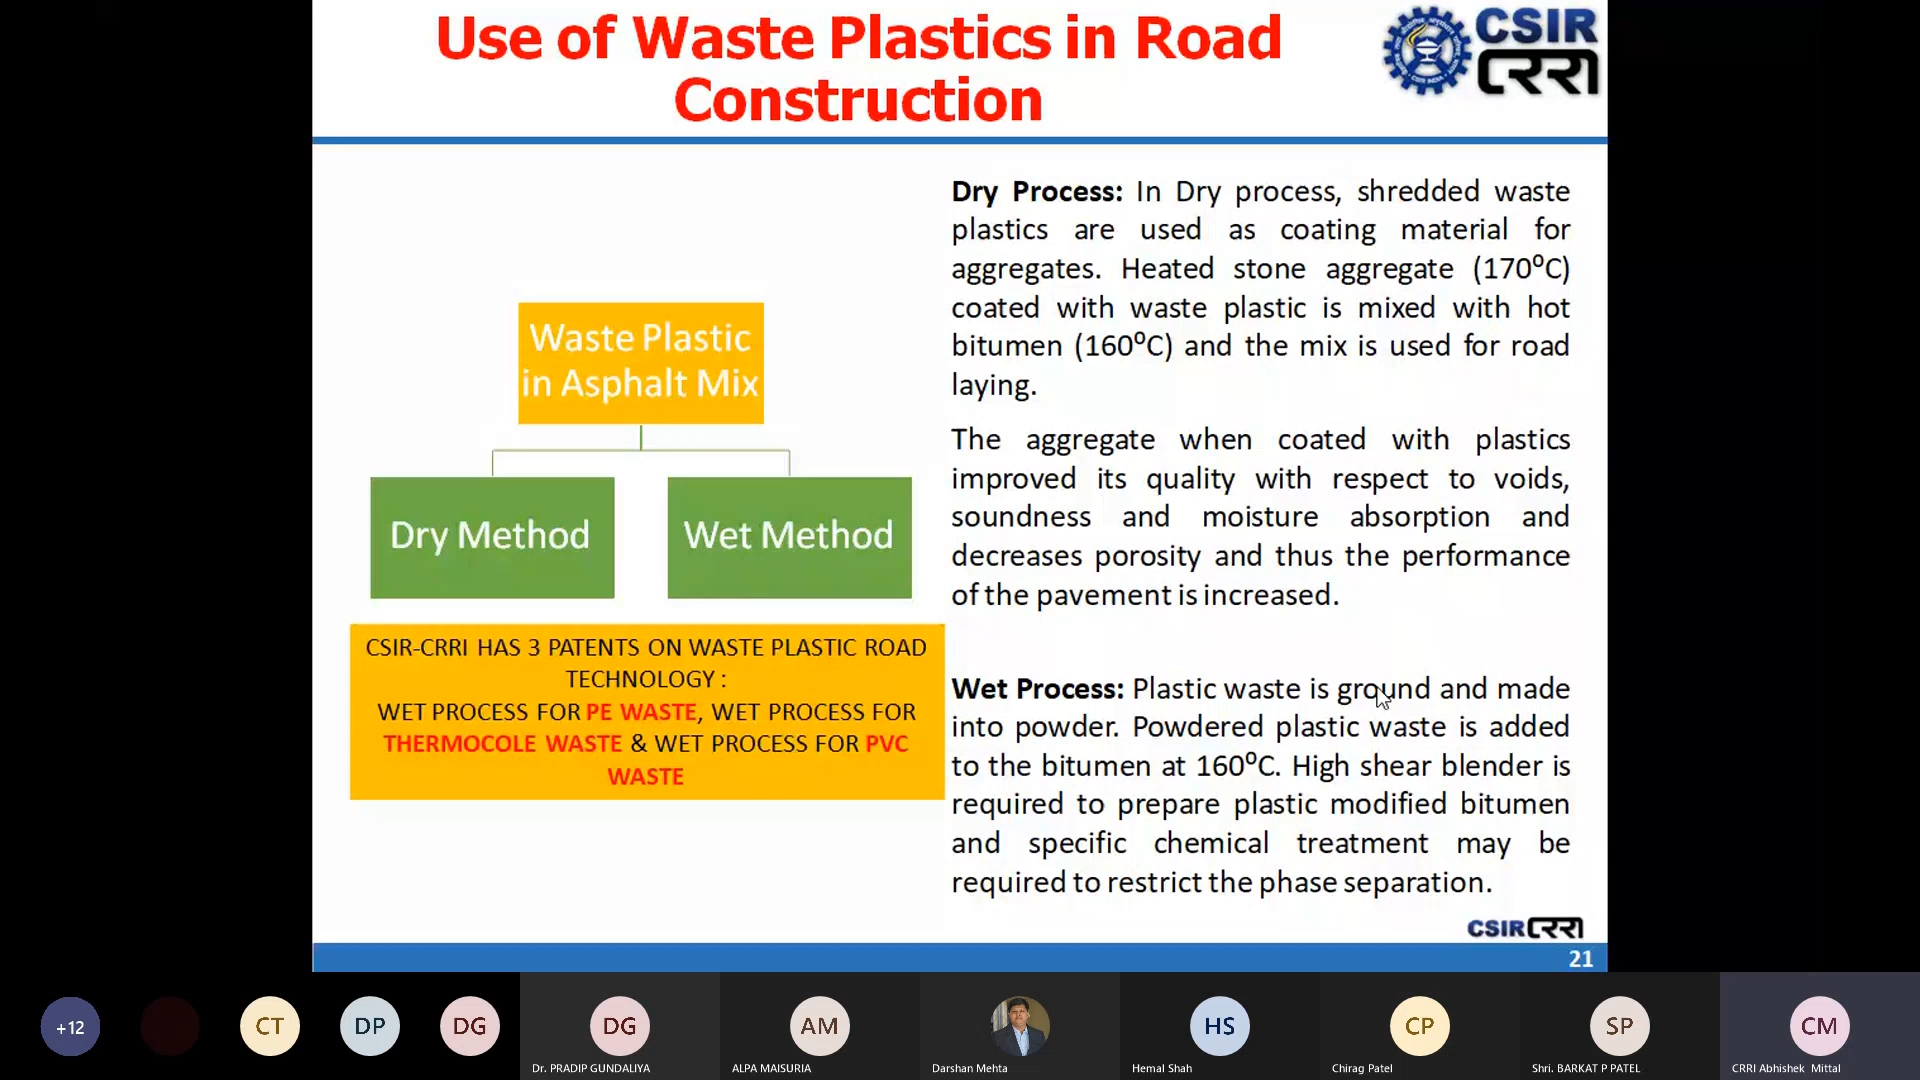 Use of Waste Plastics in Road
Construction
CSIR
CRRI
Waste Plastic
in Asphalt Mix
Dry Method
Wet Method
CSIR-CRRI HAS 3 PATENTS ON WASTE PLASTIC ROAD
TECHNOLOGY :
WET PROCESS FOR PE WASTE, WET PROCESS FOR
THERMOCOLE WASTE & WET PROCESS FOR PVC
WASTE
Dry Process: In Dry process, shredded waste
plastics are used as coating material for
aggregates. Heated stone aggregate (170⁰C)
coated with waste plastic is mixed with hot
bitumen (160⁰C) and the mix is used for road
laying.
The aggregate when coated with plastics
improved its quality with respect to voids,
soundness and moisture absorption and
decreases porosity and thus the performance
of the pavement is increased.
Wet Process: Plastic waste is ground and made
into powder. Powdered plastic waste is added
to the bitumen at 160⁰C. High shear blender is
required to prepare plastic modified bitumen
and specific chemical treatment may be
required to restrict the phase separation.
CSIR CRRI
21
+12
CT
DP
DG
DG
AM
HS
CP
SP
CM
Dr. PRADIP GUNDALIYA
ALPA MAISURIA
Darshan Mehta
Hemal Shah
Chirag Patel
Shri. BARKAT P PATEL
CRRI Abhishek Mittal